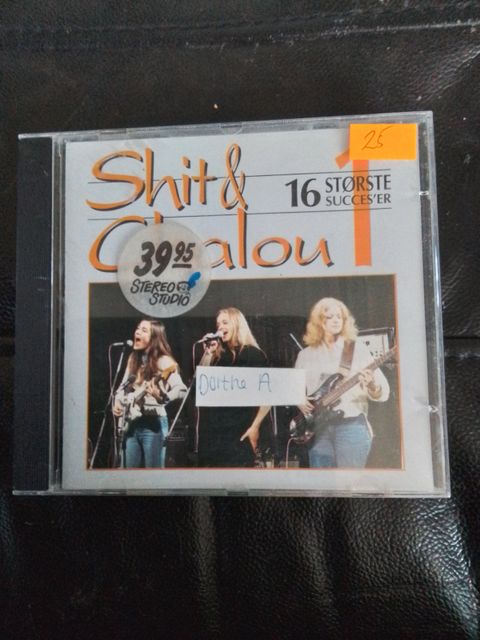 Shit &
Chalou 1
16 STØRSTE
SUCCES'ER
25
39.95
STEREO
STUDIO
Dorthe A